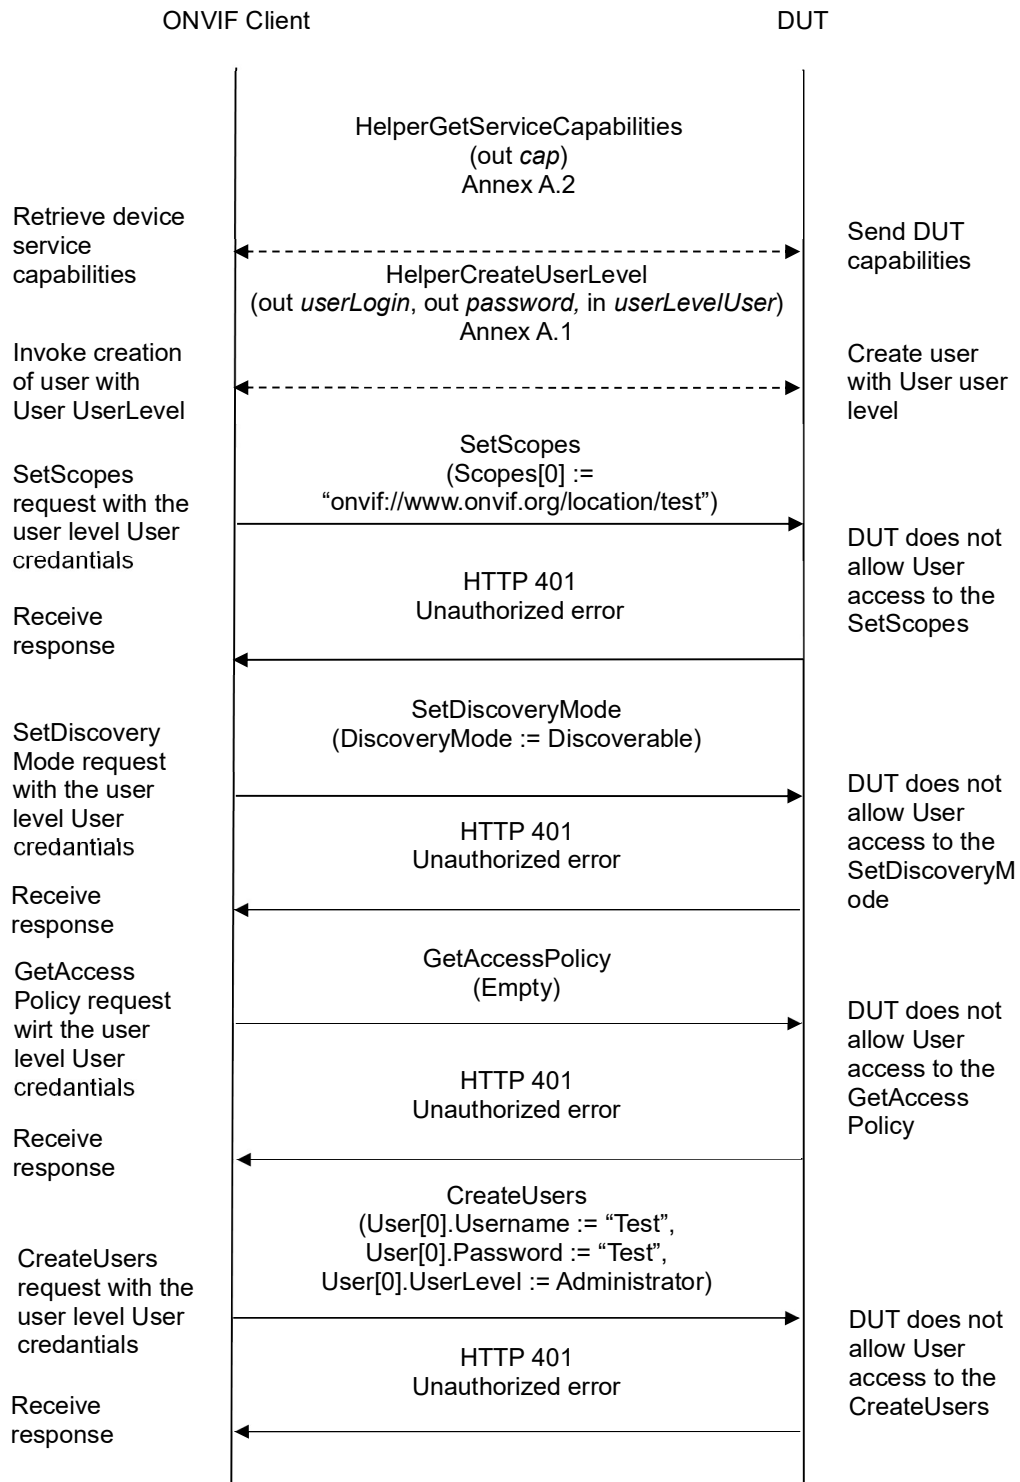 ONVIF Client
DUT
HelperGetServiceCapabilities
(out cap)
Annex A.2
Retrieve device
service
capabilities
Send DUT
capabilities
HelperCreateUserLevel
(out userLogin, out password, in userLevelUser)
Annex A.1
Invoke creation
of user with
User UserLevel
Create user
with User user
level
SetScopes
(Scopes[0] :=
“onvif://www.onvif.org/location/test”)
SetScopes
request with the
user level User
credantials
DUT does not
allow User
access to the
SetScopes
HTTP 401
Unauthorized error
Receive
response
SetDiscoveryMode
(DiscoveryMode := Discoverable)
SetDiscovery
Mode request
with the user
level User
credantials
DUT does not
allow User
access to the
SetDiscoveryM
ode
HTTP 401
Unauthorized error
Receive
response
GetAccessPolicy
(Empty)
GetAccess
Policy request
wirt the user
level User
credantials
DUT does not
allow User
access to the
GetAccess
Policy
HTTP 401
Unauthorized error
Receive
response
CreateUsers
(User[0].Username := “Test”,
User[0].Password := “Test”,
User[0].UserLevel := Administrator)
CreateUsers
request with the
user level User
credantials
DUT does not
allow User
access to the
CreateUsers
HTTP 401
Unauthorized error
Receive
response